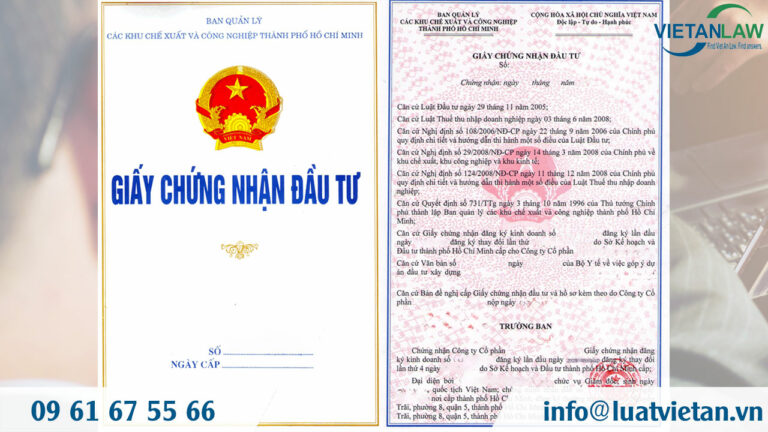 BAN QUẢN LÝ
CÁC KHU CHẾ XUẤT VÀ CÔNG NGHIỆP THÀNH PHỐ HỒ CHÍ MINH
VIỆT NAM
GIẤY CHỨNG NHẬN ĐẦU TƯ
SỐ
NGÀY CẤP
BAN QUẢN LÝ
CÁC KHU CHẾ XUẤT VÀ CÔNG NGHIỆP
THÀNH PHỐ HỒ CHÍ MINH
CỘNG HÒA XÃ HỘI CHỦ NGHĨA VIỆT NAM
Độc lập - Tự do - Hạnh phúc
GIẤY CHỨNG NHẬN ĐẦU TƯ
Số:
Chứng nhận: ngày tháng năm
Căn cứ Luật Đầu tư ngày 29 tháng 11 năm 2005;
Căn cứ Luật Thuế thu nhập doanh nghiệp ngày 03 tháng 6 năm 2008;
Căn cứ Nghị định số 108/2006/NĐ-CP ngày 22 tháng 9 năm 2006 của Chính phủ
quy định chi tiết và hướng dẫn thi hành một số điều của Luật Đầu tư;
Căn cứ Nghị định số 29/2008/NĐ-CP ngày 14 tháng 3 năm 2008 của Chính phủ về
khu chế xuất, khu công nghiệp và khu kinh tế;
Căn cứ Nghị định số 124/2008/NĐ-CP ngày 11 tháng 12 năm 2008 của Chính phủ
quy định chi tiết và hướng dẫn thi hành một số điều của Luật Thuế thu nhập doanh
nghiệp;
Căn cứ Quyết định số 731/TTg ngày 3 tháng 10 năm 1996 của Thủ tướng Chính
phủ thành lập Ban quản lý các khu chế xuất và công nghiệp thành phố Hồ Chí
Minh;
Căn cứ Giấy chứng nhận đăng ký kinh doanh số đăng ký lần đầu
ngày đăng ký thay đổi lần thứ do Sở Kế hoạch và
Đầu tư thành phố Hồ Chí Minh cấp cho Công ty Cổ phần
Căn cứ Văn bản số ngày của Bộ Y tế về việc góp ý dự
án đầu tư xây dựng
Căn cứ Bản đề nghị cấp Giấy chứng nhận đầu tư và hồ sơ kèm theo do Công ty Cổ
phần nộp ngày
TRƯỞNG BAN
Chứng nhận Công ty Cổ phần Giấy chứng nhận đăng
ký kinh doanh số đăng ký lần đầu ngày đăng ký thay đổi
lần thứ 4 ngày do Sở Kế hoạch và Đầu tư thành phố Hồ Chí Minh cấp;
Đại diện bởi chức vụ Giám đốc, sinh ngày
quốc tịch Việt Nam;
nơi cấp thành phố Hồ Chí Minh
Trãi, phường 8, quận 5, thành phố
Trãi, phường 8, quận 5, thành phố
VIETANLAW
Find Viet An Law. Find answers.
09 61 67 55 66
info@luatvietan.vn